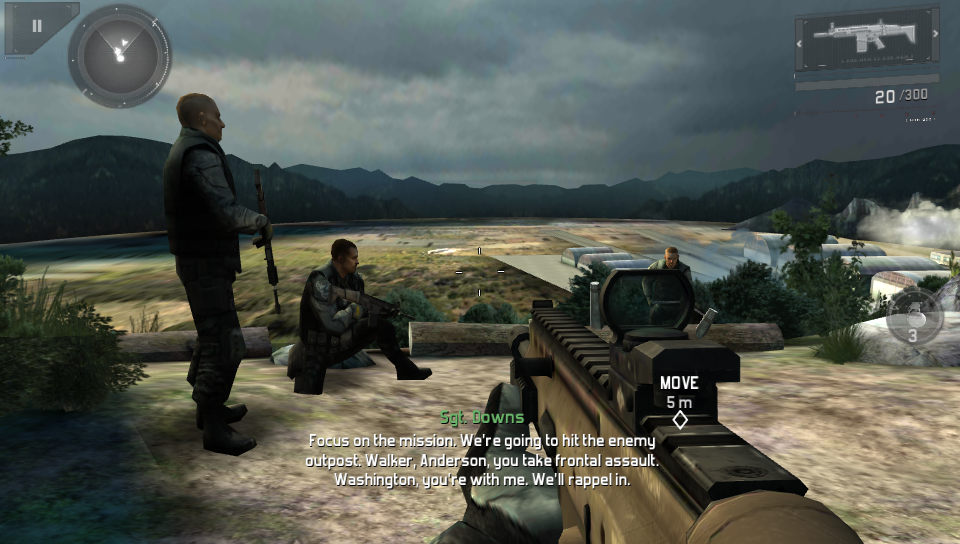 20/300
3
MOVE
5 m
Sgt. Downs
Focus on the mission. We're going to hit the enemy
outpost. Walker, Anderson, you take frontal assault.
Washington, you're with me. We'll rappel in.